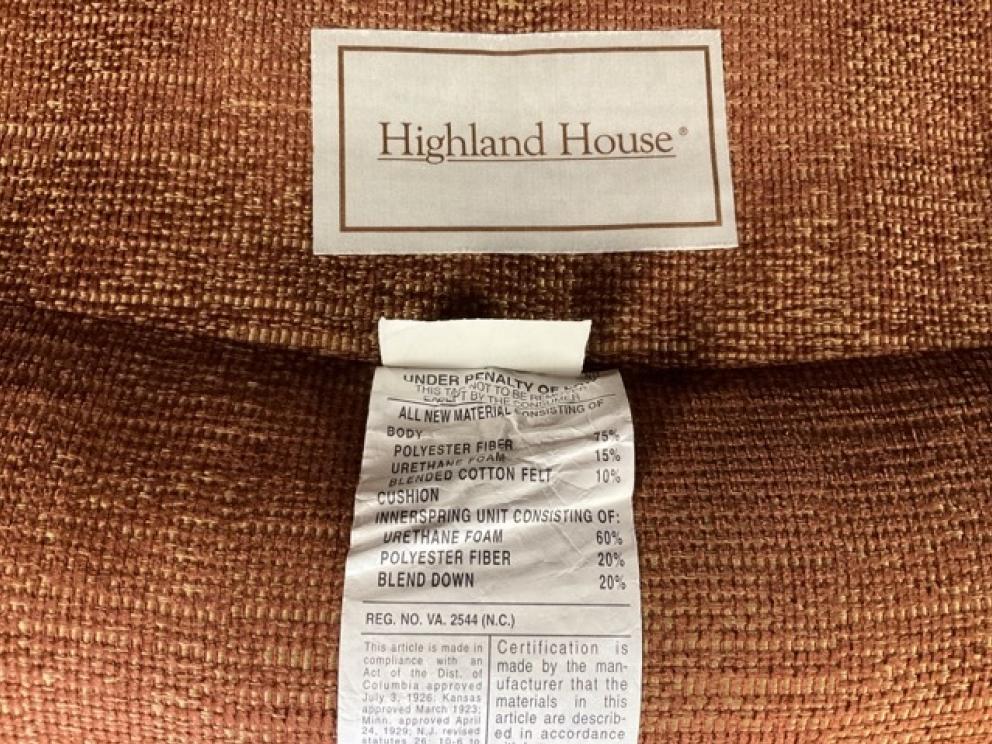 Highland House®
UNDER PENALTY OF LAW
THIS TAG NOT TO BE REMOVED
EXCEPT BY THE CONSUMER
ALL NEW MATERIAL CONSISTING OF
BODY
POLYESTER FIBER 75%
URETHANE FOAM 15%
BLENDED COTTON FELT 10%
CUSHION
INNERSPRING UNIT CONSISTING OF:
URETHANE FOAM 60%
POLYESTER FIBER 20%
BLEND DOWN 20%
REG. NO. VA. 2544 (N.C.)
This article is made in
compliance with an
Act of the Dist. of
Columbia approved
July 3, 1926; Kansas
approved March 1923;
Minn. approved April
24, 1929; N.J. revised
statutes 26: 10-6 to
Certification is
made by the man-
ufacturer that the
materials in this
article are describ-
ed in accordance